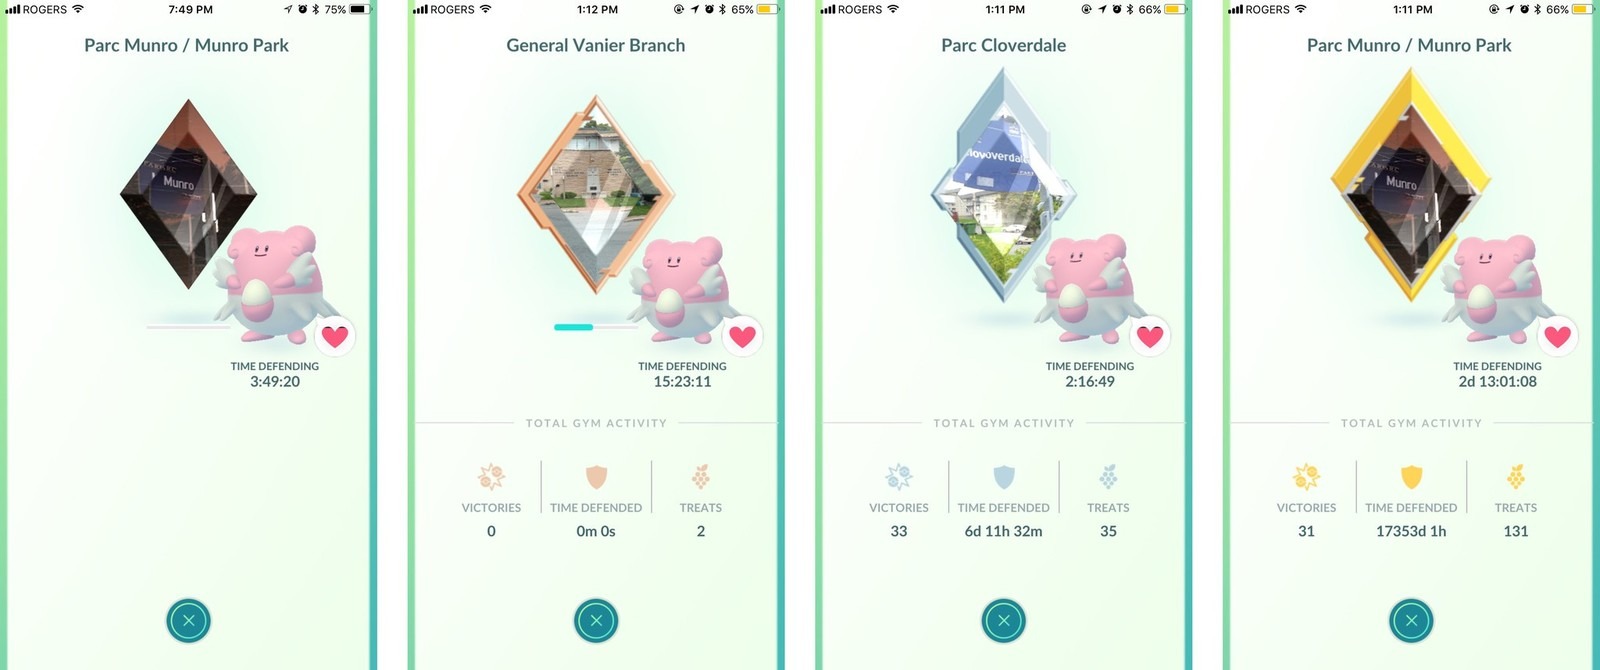 ROGERS 7:49 PM 75%
Parc Munro / Munro Park
Munro
TIME DEFENDING
3:49:20
ROGERS 1:12 PM 65%
General Vanier Branch
TIME DEFENDING
15:23:11
TOTAL GYM ACTIVITY
VICTORIES TIME DEFENDED TREATS
0 0m 0s 2
ROGERS 1:11 PM 66%
Parc Cloverdale
TIME DEFENDING
2:16:49
TOTAL GYM ACTIVITY
VICTORIES TIME DEFENDED TREATS
33 6d 11h 32m 35
ROGERS 1:11 PM 66%
Parc Munro / Munro Park
Munro
TIME DEFENDING
2d 13:01:08
TOTAL GYM ACTIVITY
VICTORIES TIME DEFENDED TREATS
31 17353d 1h 131